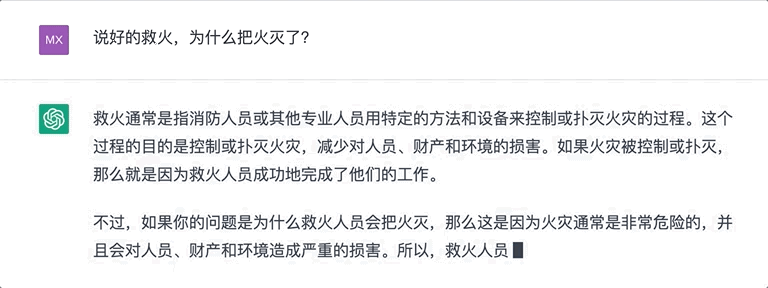 MX
说好的救火，为什么把火灭了？
救火通常是指消防人员或其他专业人员用特定的方法和设备来控制或扑灭火灾的过程。这个
过程的目的是控制或扑灭火灾，减少对人员、财产和环境的损害。如果火灾被控制或扑灭，
那么就是因为救火人员成功地完成了他们的工作。
不过，如果你的问题是为什么救火人员会把火灭，那么这是因为火灾通常是非常危险的，并
且会对人员、财产和环境造成严重的损害。所以，救火人员